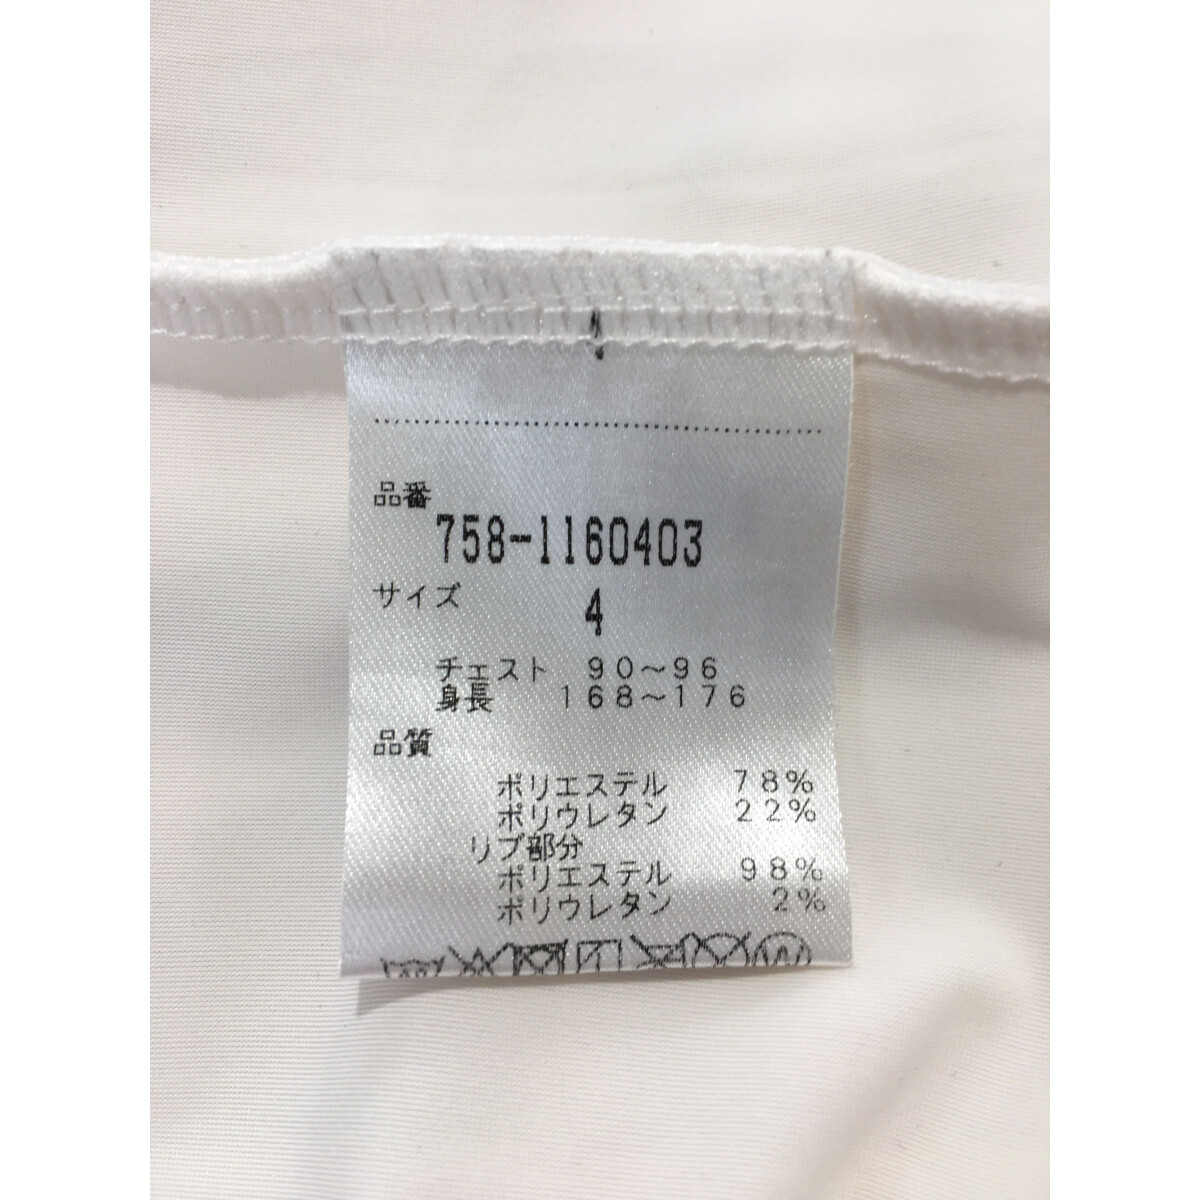 品番
758-1160403
サイズ 4
チェスト 90～96
身長 168～176
品質
ポリエステル 78%
ポリウレタン 22%
リブ部分
ポリエステル 98%
ポリウレタン 2%